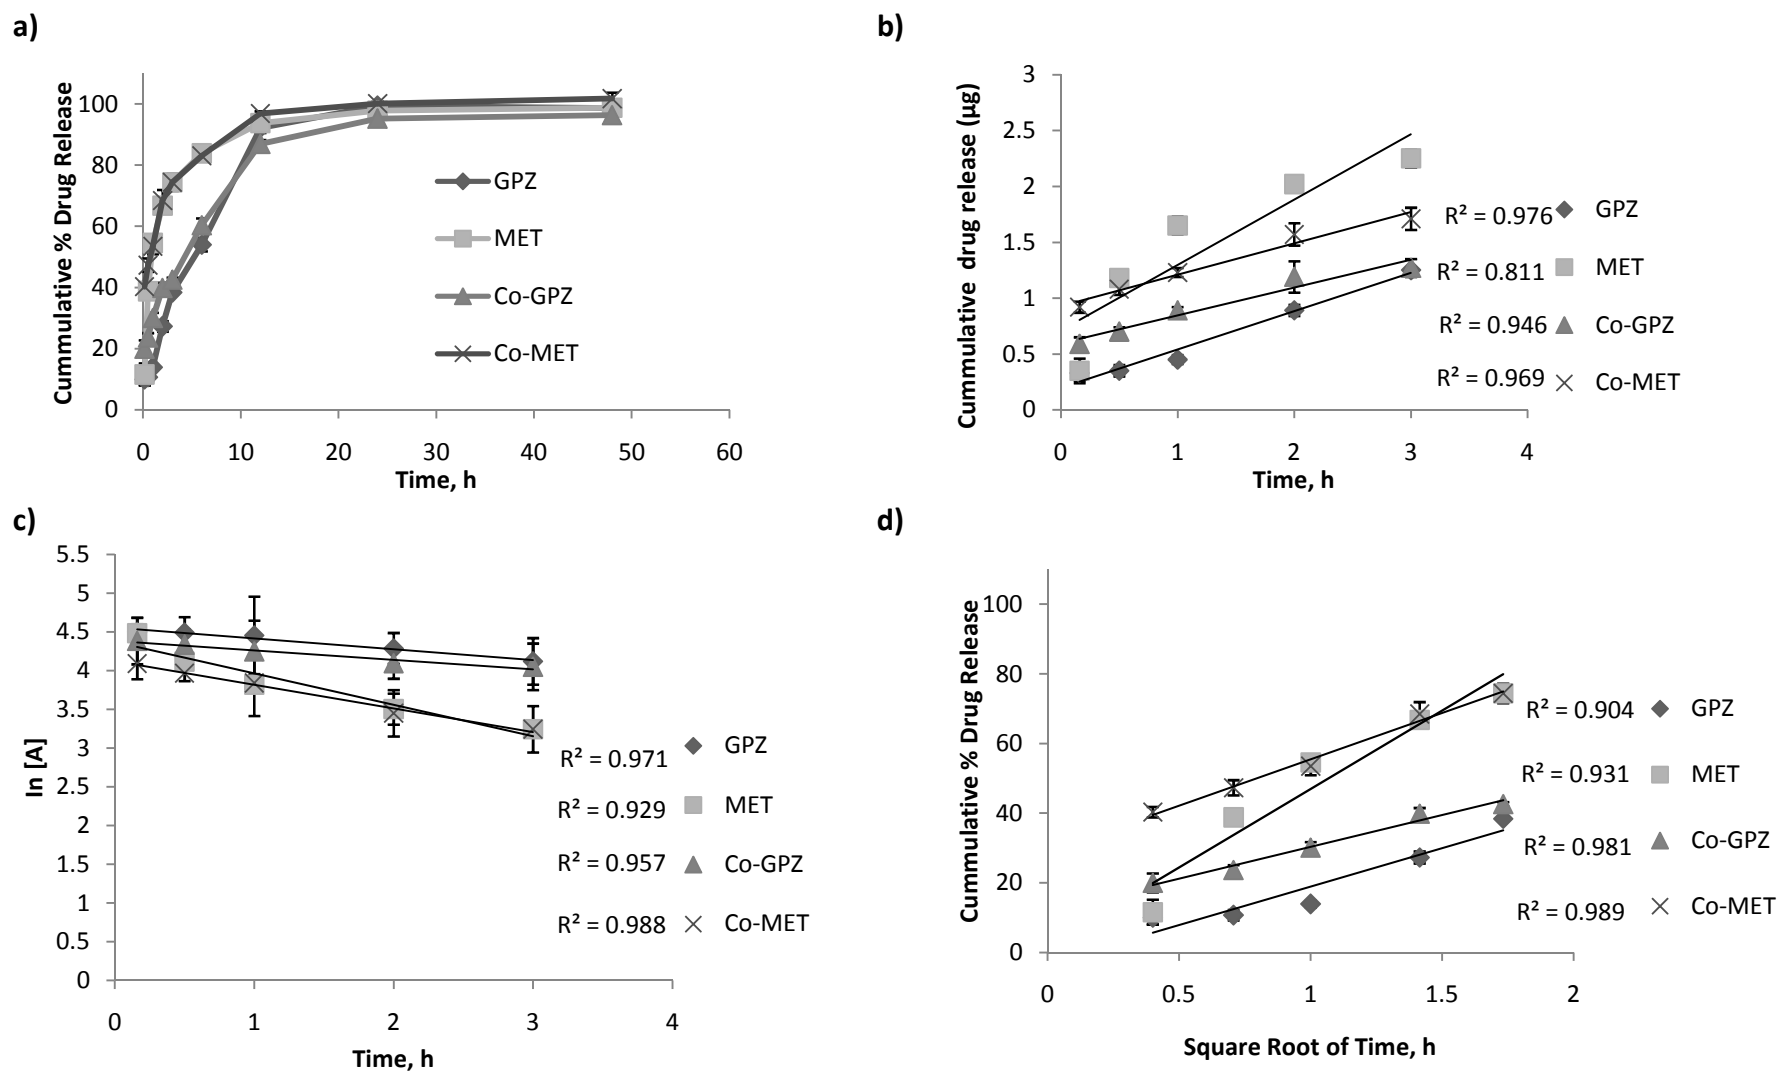 a)
Cummulative % Drug Release
100
80
60
40
20
0
0 10 20 30 40 50 60
Time, h
GPZ
MET
Co-GPZ
Co-MET
b)
Cummulative drug release (µg)
3
2.5
2
1.5
1
0.5
0
0 1 2 3 4
Time, h
R² = 0.976 GPZ
R² = 0.811 MET
R² = 0.946 Co-GPZ
R² = 0.969 Co-MET
c)
ln [A]
5.5
5
4.5
4
3.5
3
2.5
2
1.5
1
0.5
0
0 1 2 3 4
Time, h
R² = 0.971 GPZ
R² = 0.929 MET
R² = 0.957 Co-GPZ
R² = 0.988 Co-MET
d)
Cummulative % Drug Release
100
80
60
40
20
0
0 0.5 1 1.5 2
Square Root of Time, h
R² = 0.904 GPZ
R² = 0.931 MET
R² = 0.981 Co-GPZ
R² = 0.989 Co-MET